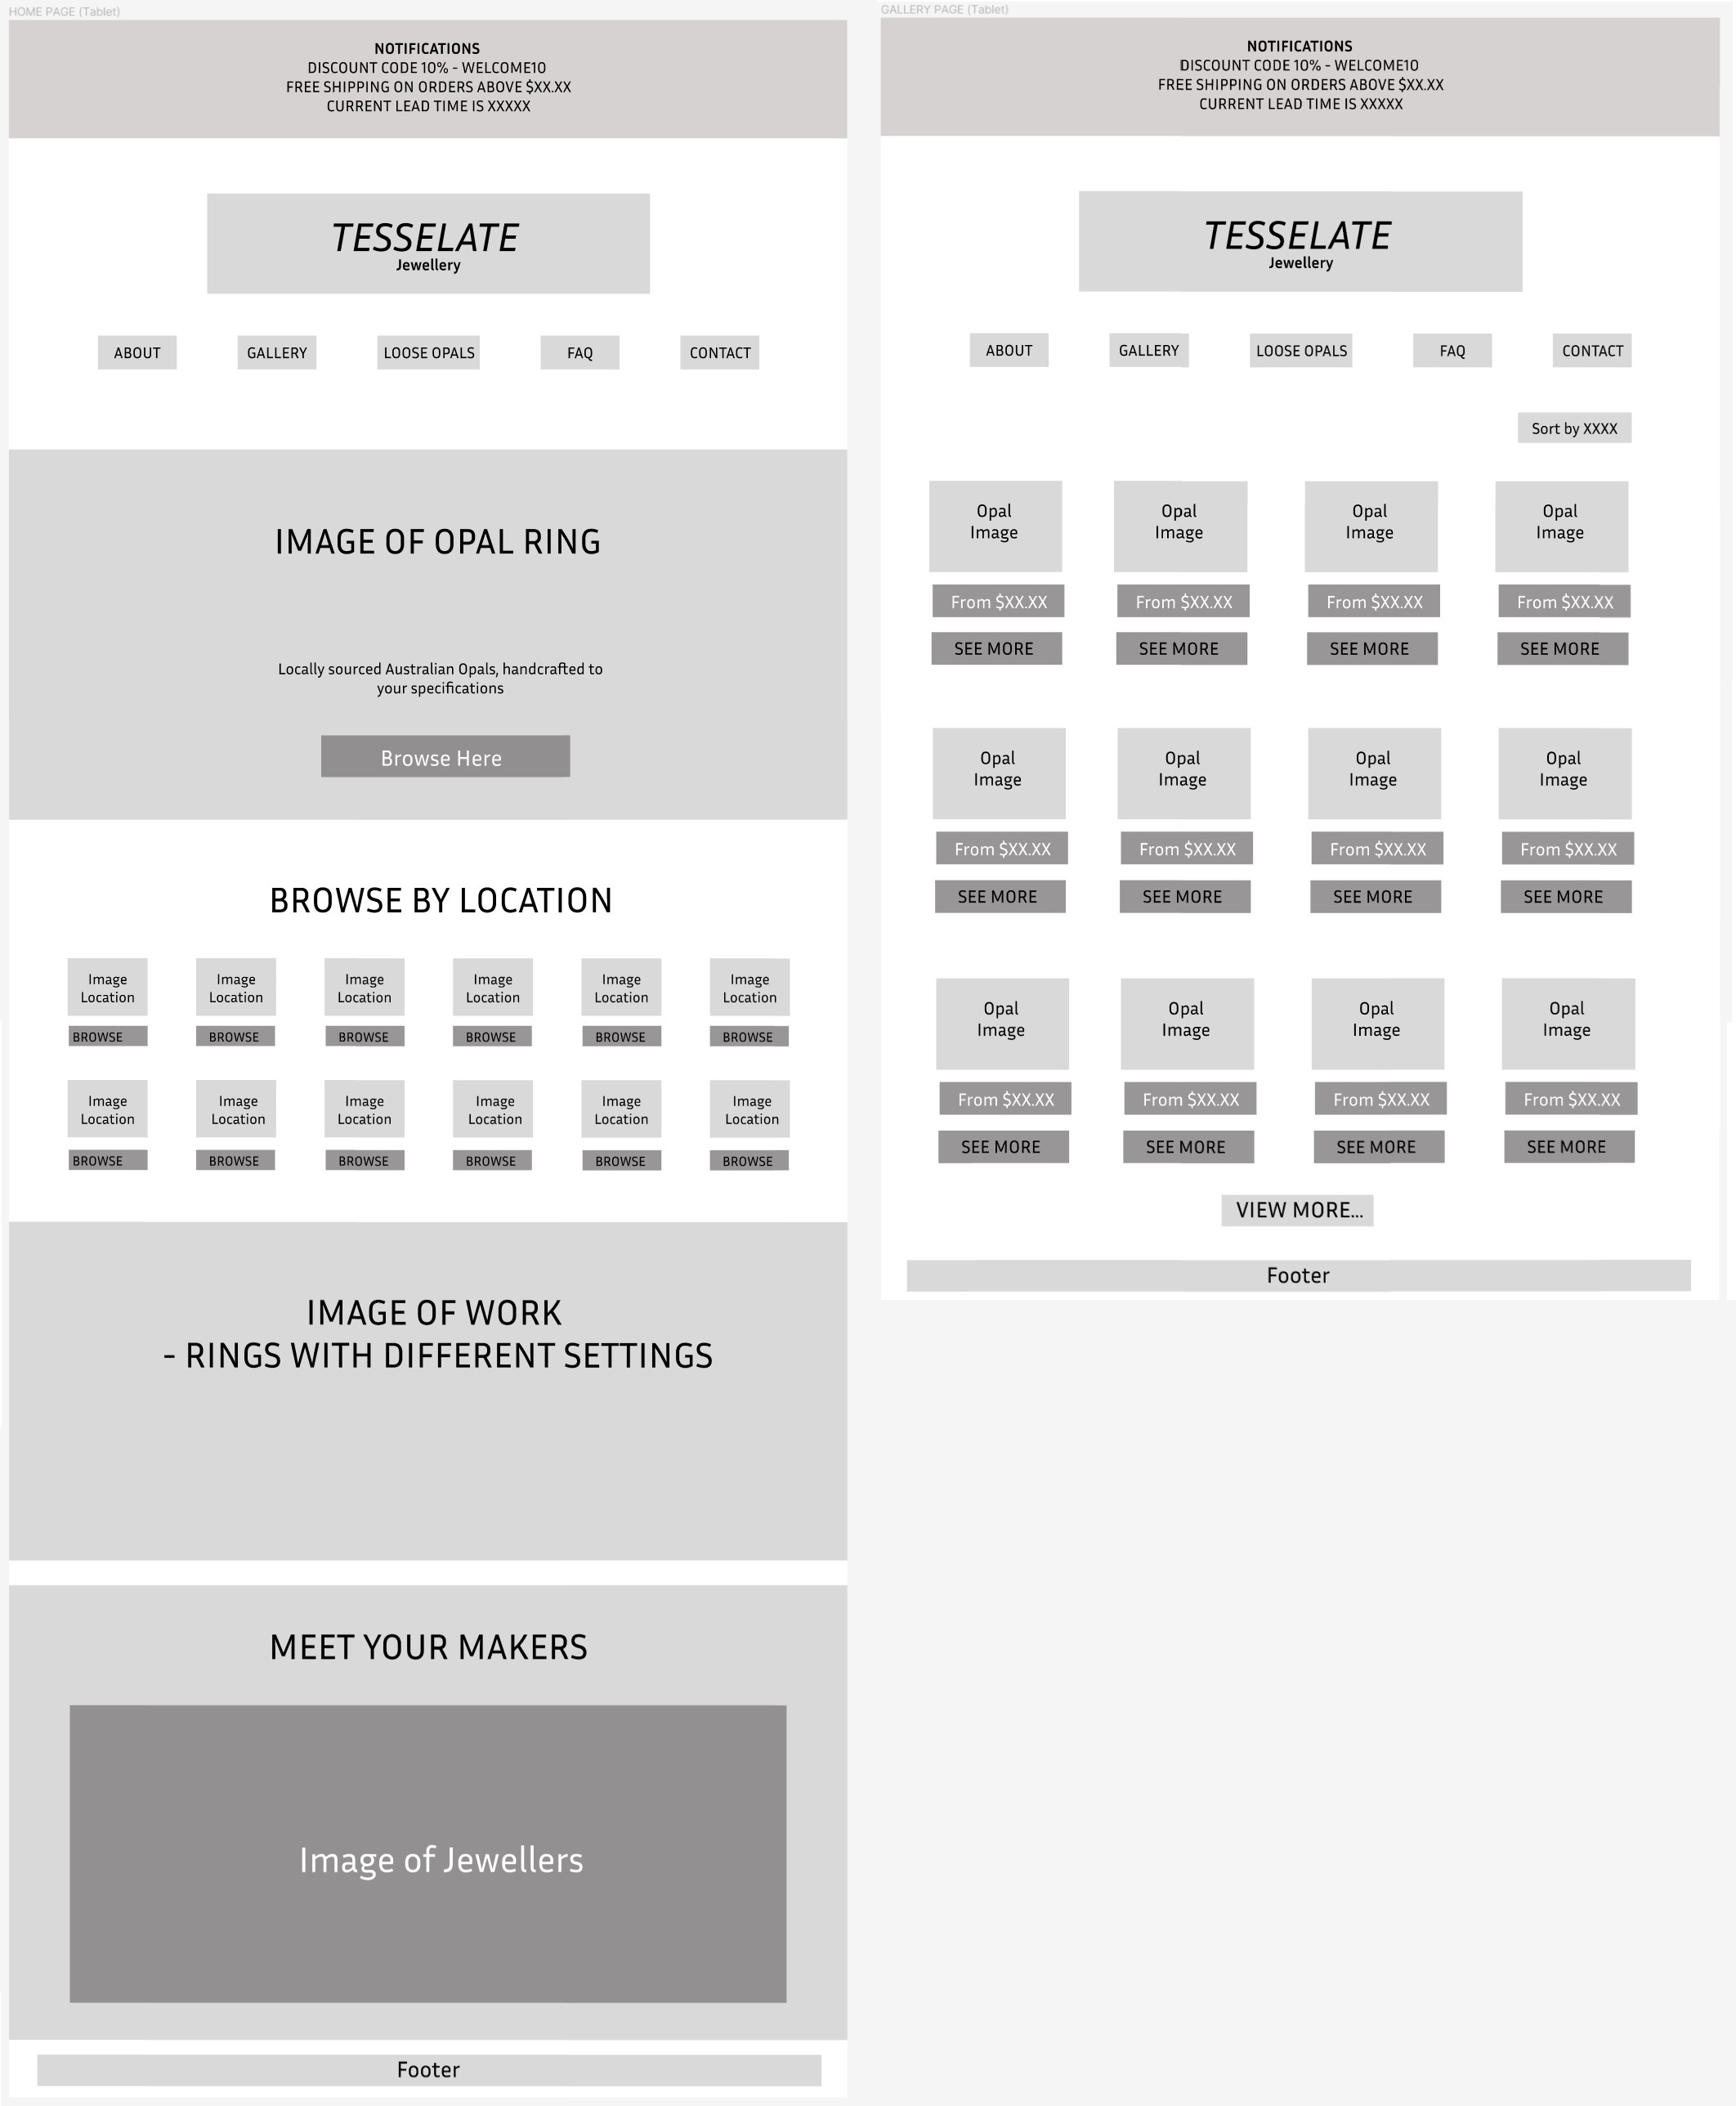 HOME PAGE (Tablet)
NOTIFICATIONS
DISCOUNT CODE 10% - WELCOME10
FREE SHIPPING ON ORDERS ABOVE $XX.XX
CURRENT LEAD TIME IS XXXXX
TESSELATE
Jewellery
ABOUT GALLERY LOOSE OPALS FAQ CONTACT
IMAGE OF OPAL RING
Locally sourced Australian Opals, handcrafted to
your specifications
Browse Here
BROWSE BY LOCATION
Image Image Image Image Image Image
Location Location Location Location Location Location
BROWSE BROWSE BROWSE BROWSE BROWSE BROWSE
Image Image Image Image Image Image
Location Location Location Location Location Location
BROWSE BROWSE BROWSE BROWSE BROWSE BROWSE
IMAGE OF WORK
- RINGS WITH DIFFERENT SETTINGS
MEET YOUR MAKERS
Image of Jewellers
Footer
GALLERY PAGE (Tablet)
NOTIFICATIONS
DISCOUNT CODE 10% - WELCOME10
FREE SHIPPING ON ORDERS ABOVE $XX.XX
CURRENT LEAD TIME IS XXXXX
TESSELATE
Jewellery
ABOUT GALLERY LOOSE OPALS FAQ CONTACT
Sort by XXXX
Opal Opal Opal Opal
Image Image Image Image
From $XX.XX From $XX.XX From $XX.XX From $XX.XX
SEE MORE SEE MORE SEE MORE SEE MORE
Opal Opal Opal Opal
Image Image Image Image
From $XX.XX From $XX.XX From $XX.XX From $XX.XX
SEE MORE SEE MORE SEE MORE SEE MORE
Opal Opal Opal Opal
Image Image Image Image
From $XX.XX From $XX.XX From $XX.XX From $XX.XX
SEE MORE SEE MORE SEE MORE SEE MORE
VIEW MORE...
Footer